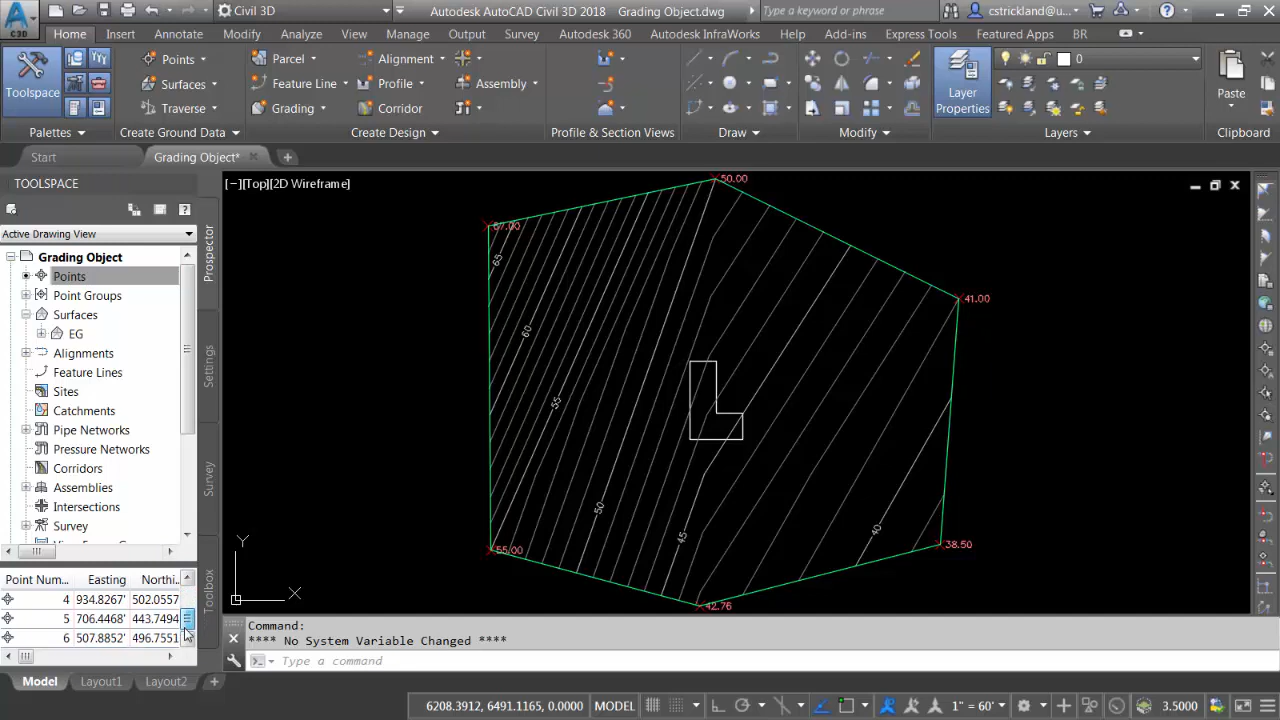 Civil 3D
Autodesk AutoCAD Civil 3D 2018 Grading Object.dwg
Type a keyword or phrase
cstrickland@u...
C3D
Home Insert Annotate Modify Analyze View Manage Output Survey Autodesk 360 Autodesk InfraWorks Help Add-ins Express Tools Featured Apps BR
Toolspace
Points
Surfaces
Traverse
Parcel
Feature Line
Grading
Alignment
Profile
Corridor
Assembly
Layer
Properties
0
Paste
Palettes Create Ground Data Create Design Profile & Section Views Draw Modify Layers Clipboard
Start Grading Object*
TOOLSPACE
[−][Top][2D Wireframe]
Active Drawing View
Prospector
Settings
Survey
Toolbox
Grading Object
Points
Point Groups
Surfaces
EG
Alignments
Feature Lines
Sites
Catchments
Pipe Networks
Pressure Networks
Corridors
Assemblies
Intersections
Survey
50.00
67.00
65
41.00
60
55
50
45
40
55.00
38.50
42.76
Y
X
Point Num... Easting Northi...
4 934.8267' 502.0557
5 706.4468' 443.7494
6 507.8852' 496.7551
Command:
**** No System Variable Changed ****
Type a command
Model Layout1 Layout2
6208.3912, 6491.1165, 0.0000 MODEL 1" = 60' 3.5000